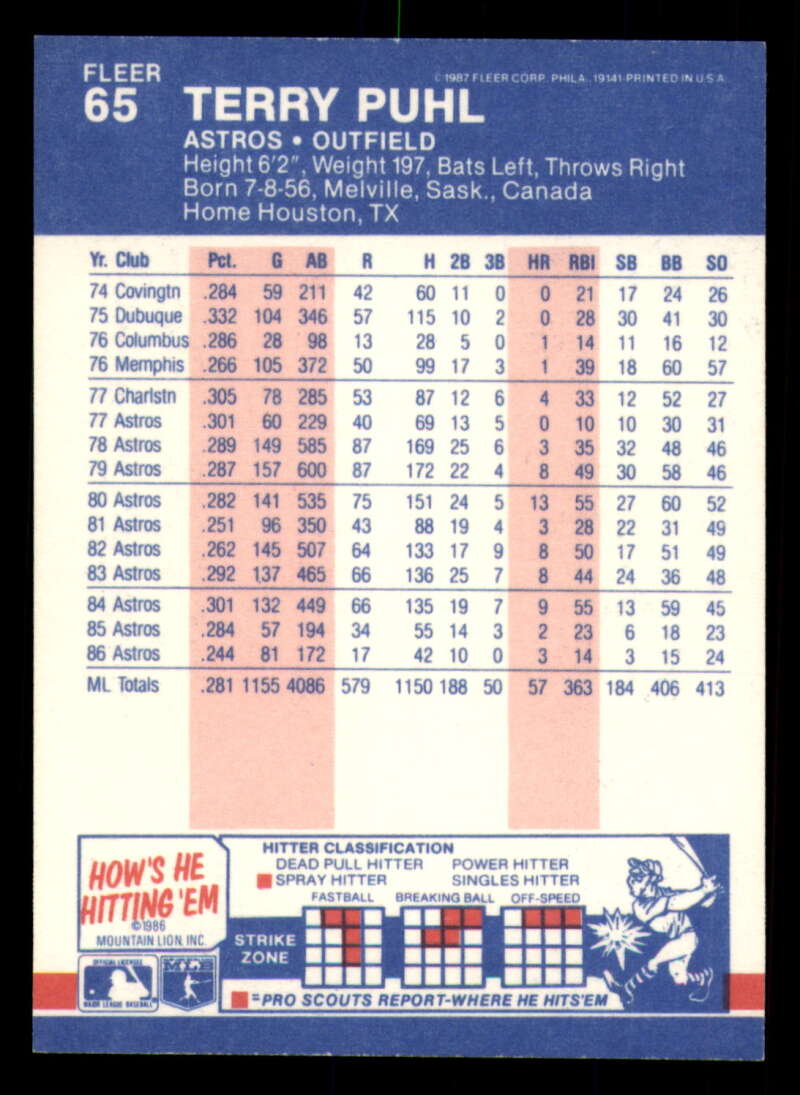 FLEER
65
© 1987 FLEER CORP. PHILA., 19141-PRINTED IN U.S.A.
TERRY PUHL
ASTROS • OUTFIELD
Height 6'2", Weight 197, Bats Left, Throws Right
Born 7-8-56, Melville, Sask., Canada
Home Houston, TX
Yr. Club Pct. G AB R H 2B 3B HR RBI SB BB SO
74 Covingtn .284 59 211 42 60 11 0 0 21 17 24 26
75 Dubuque .332 104 346 57 115 10 2 0 28 30 41 30
76 Columbus .286 28 98 13 28 5 0 1 14 11 16 12
76 Memphis .266 105 372 50 99 17 3 1 39 18 60 57
77 Charlstn .305 78 285 53 87 12 6 4 33 12 52 27
77 Astros .301 60 229 40 69 13 5 0 10 10 30 31
78 Astros .289 149 585 87 169 25 6 3 35 32 48 46
79 Astros .287 157 600 87 172 22 4 8 49 30 58 46
80 Astros .282 141 535 75 151 24 5 13 55 27 60 52
81 Astros .251 96 350 43 88 19 4 3 28 22 31 49
82 Astros .262 145 507 64 133 17 9 8 50 17 51 49
83 Astros .292 137 465 66 136 25 7 8 44 24 36 48
84 Astros .301 132 449 66 135 19 7 9 55 13 59 45
85 Astros .284 57 194 34 55 14 3 2 23 6 18 23
86 Astros .244 81 172 17 42 10 0 3 14 3 15 24
ML Totals .281 1155 4086 579 1150 188 50 57 363 184 406 413
HOW'S HE
HITTING 'EM
©1986
MOUNTAIN LION, INC.
HITTER CLASSIFICATION
DEAD PULL HITTER POWER HITTER
SPRAY HITTER SINGLES HITTER
FASTBALL BREAKING BALL OFF-SPEED
STRIKE
ZONE
=PRO SCOUTS REPORT-WHERE HE HITS'EM
OFFICIAL LICENSEE
MAJOR LEAGUE BASEBALL